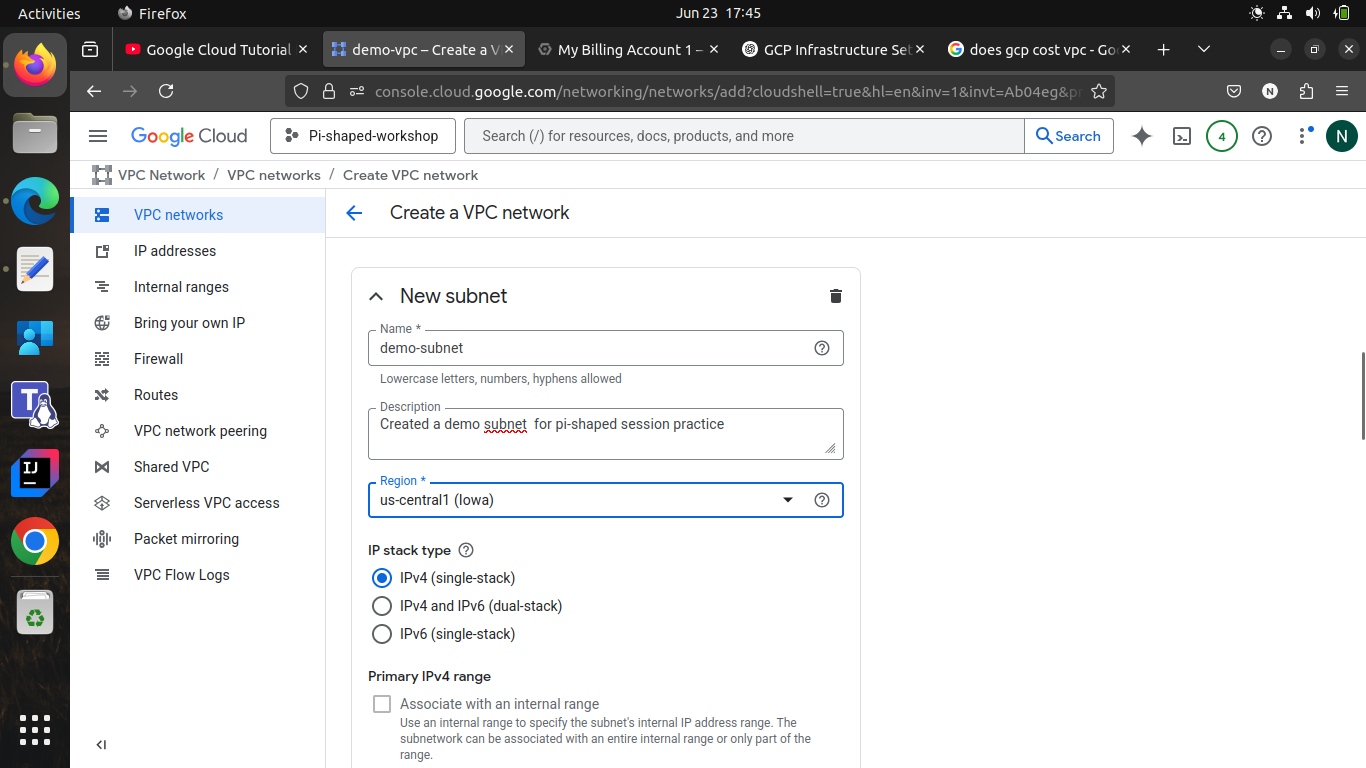 Activities
Firefox
Jun 23 17:45
Google Cloud Tutorial
demo-vpc – Create a V
My Billing Account 1 –
GCP Infrastructure Set
does gcp cost vpc - Goo
console.cloud.google.com/networking/networks/add?cloudshell=true&hl=en&inv=1&invt=Ab04eg&p
N
Google Cloud
Pi-shaped-workshop
Search (/) for resources, docs, products, and more
Search
4
N
VPC Network / VPC networks / Create VPC network
VPC networks
IP addresses
Internal ranges
Bring your own IP
Firewall
Routes
VPC network peering
Shared VPC
Serverless VPC access
Packet mirroring
VPC Flow Logs
Create a VPC network
New subnet
Name *
demo-subnet
Lowercase letters, numbers, hyphens allowed
Description
Created a demo subnet for pi-shaped session practice
Region *
us-central1 (Iowa)
IP stack type
IPv4 (single-stack)
IPv4 and IPv6 (dual-stack)
IPv6 (single-stack)
Primary IPv4 range
Associate with an internal range
Use an internal range to specify the subnet's internal IP address range. The
subnetwork can be associated with an entire internal range or only part of the
range.
T
IJ